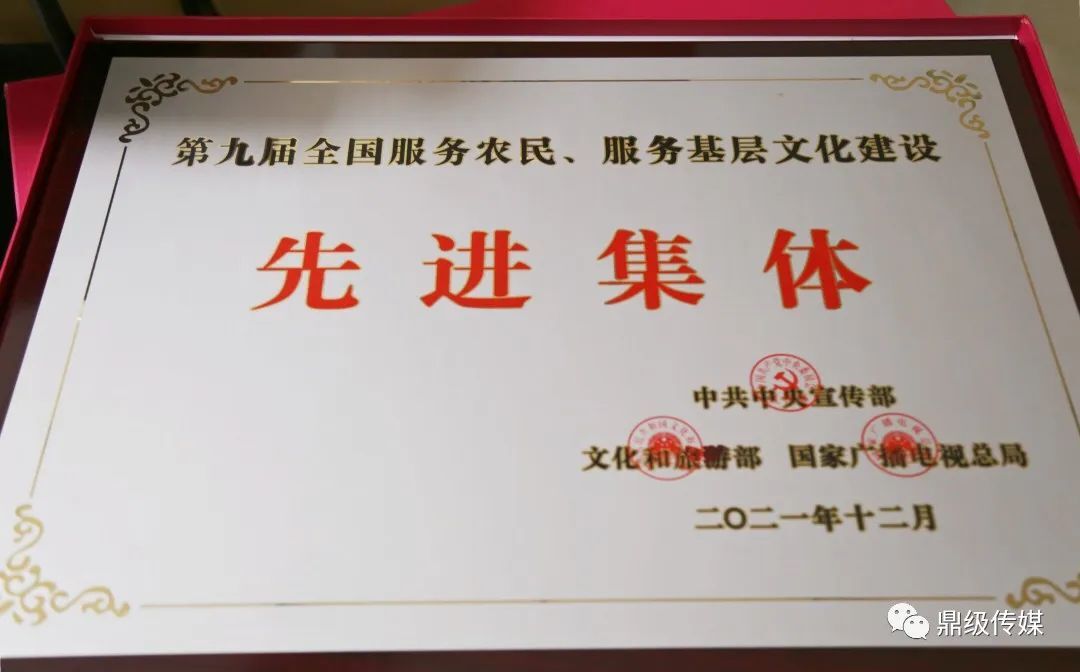 第九届全国服务农民、服务基层文化建设
先进集体
中共中央宣传部
文化和旅游部 国家广播电视总局
二〇二一年十二月
鼎级传媒